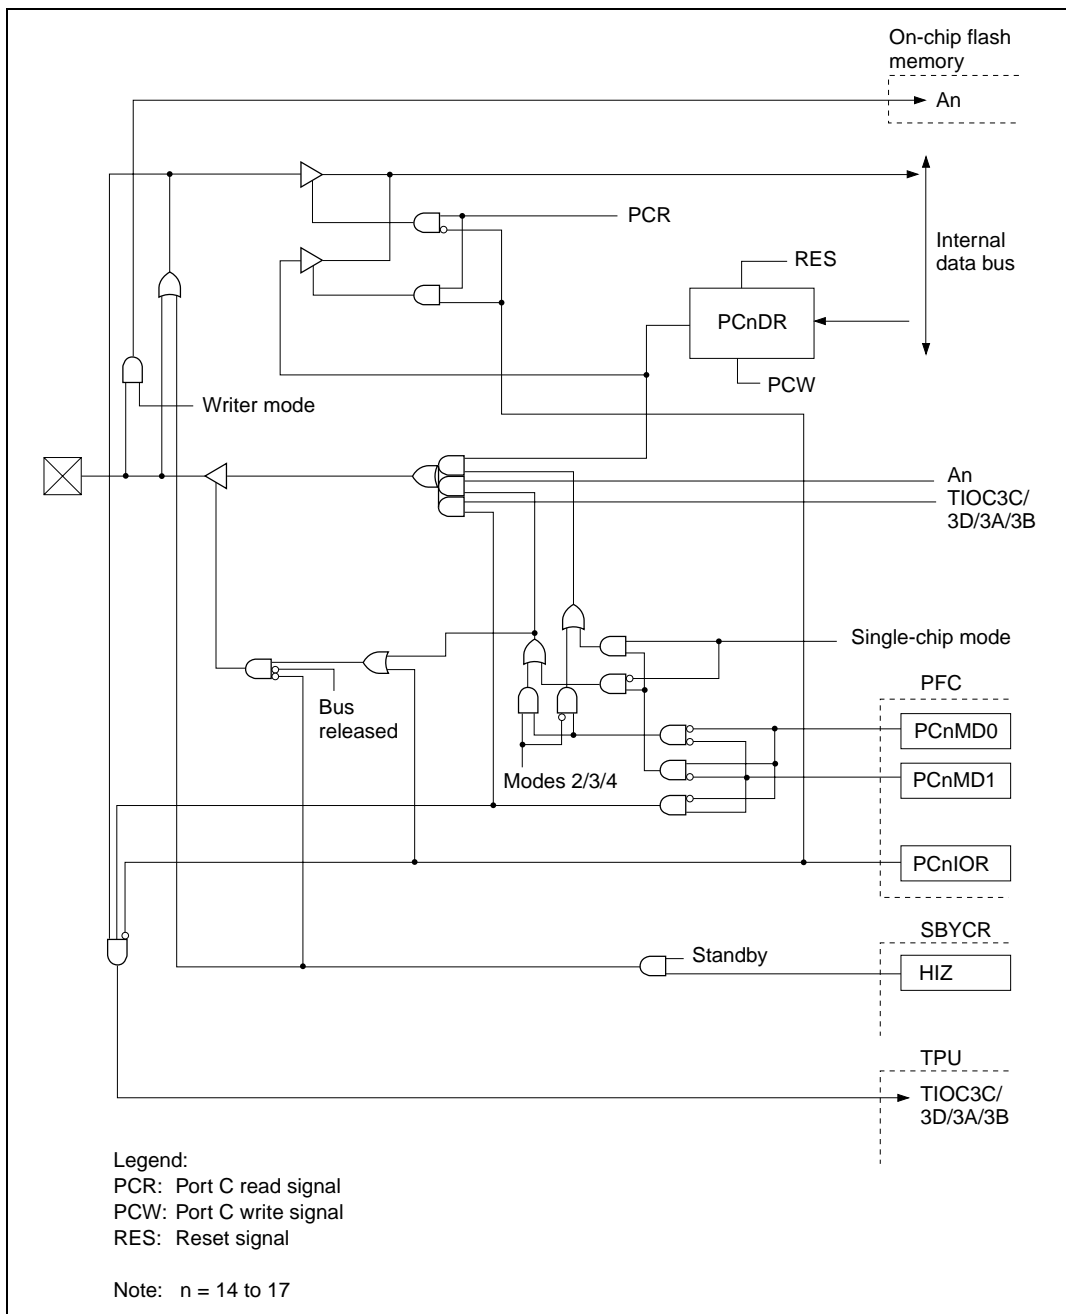 On-chip flash
memory
An
PCR
Internal
data bus
RES
PCnDR
PCW
Writer mode
An
TIOC3C/
3D/3A/3B
Single-chip mode
PFC
Bus
released
PCnMD0
Modes 2/3/4
PCnMD1
PCnIOR
SBYCR
Standby
HIZ
TPU
TIOC3C/
3D/3A/3B
Legend:
PCR: Port C read signal
PCW: Port C write signal
RES: Reset signal
Note: n = 14 to 17